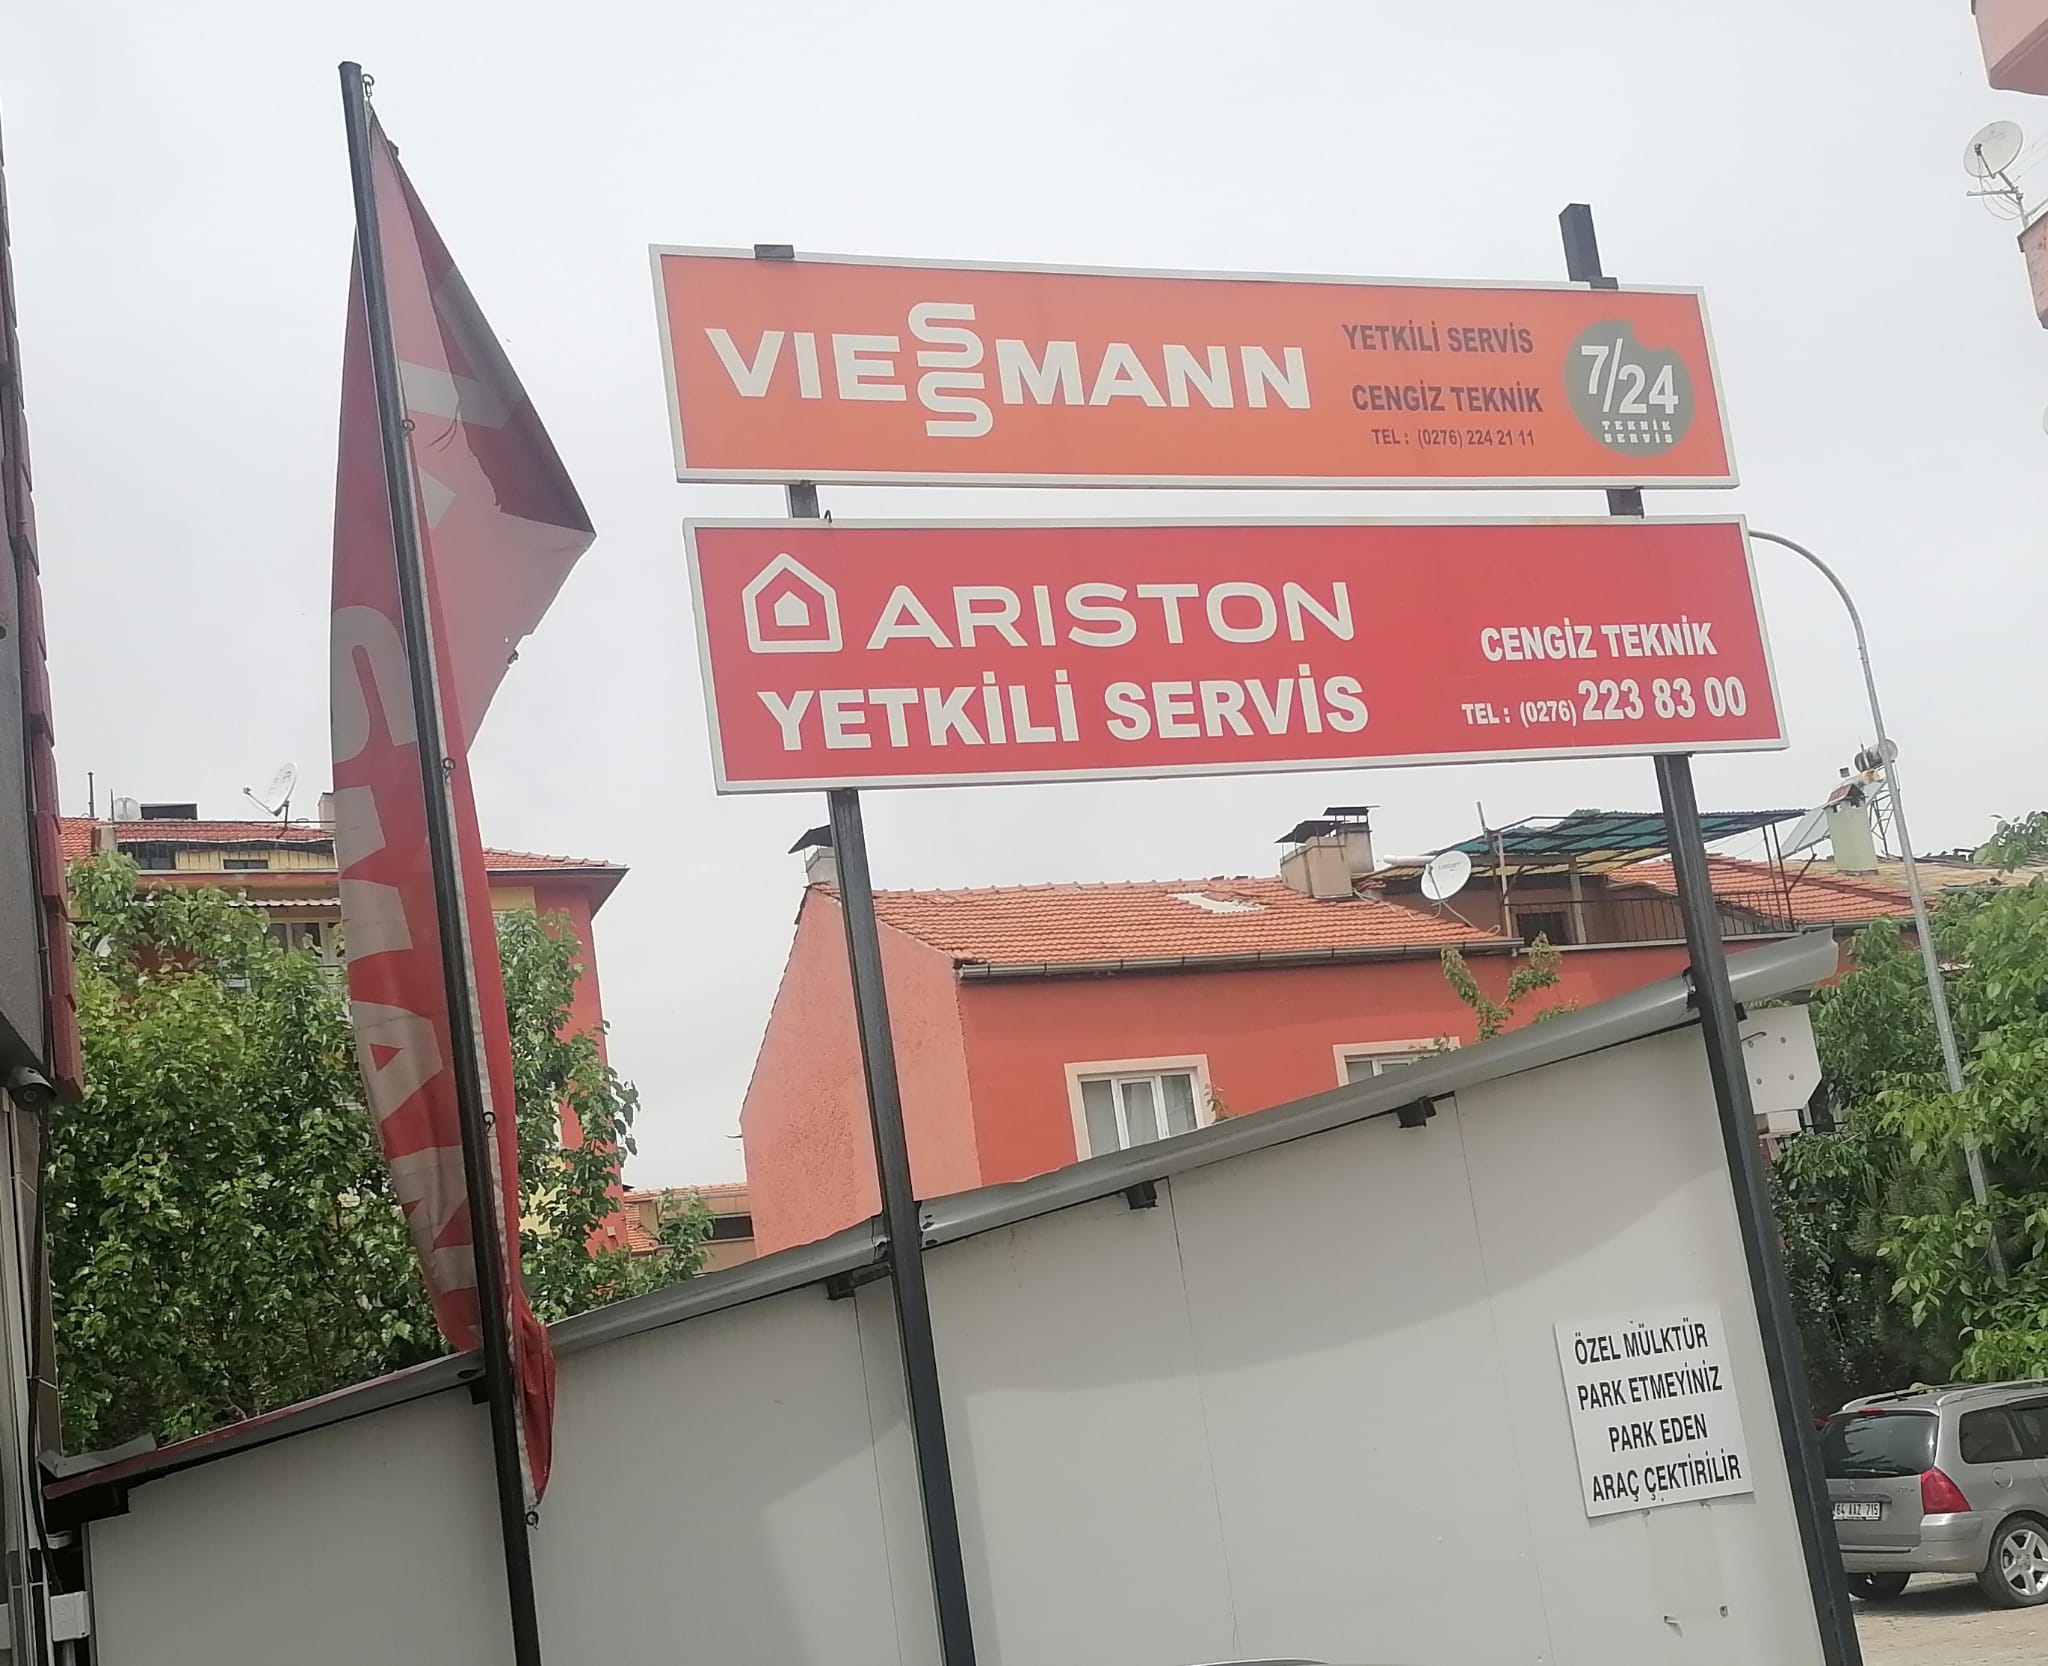 VIESSMANN
YETKİLİ SERVİS
CENGİZ TEKNİK
TEL : (0276) 224 21 11
7/24
TEKNİK
SERVİS
ARISTON
YETKİLİ SERVİS
CENGİZ TEKNİK
TEL : (0276) 223 83 00
ÖZEL MÜLKTÜR
PARK ETMEYİNİZ
PARK EDEN
ARAÇ ÇEKTİRİLİR